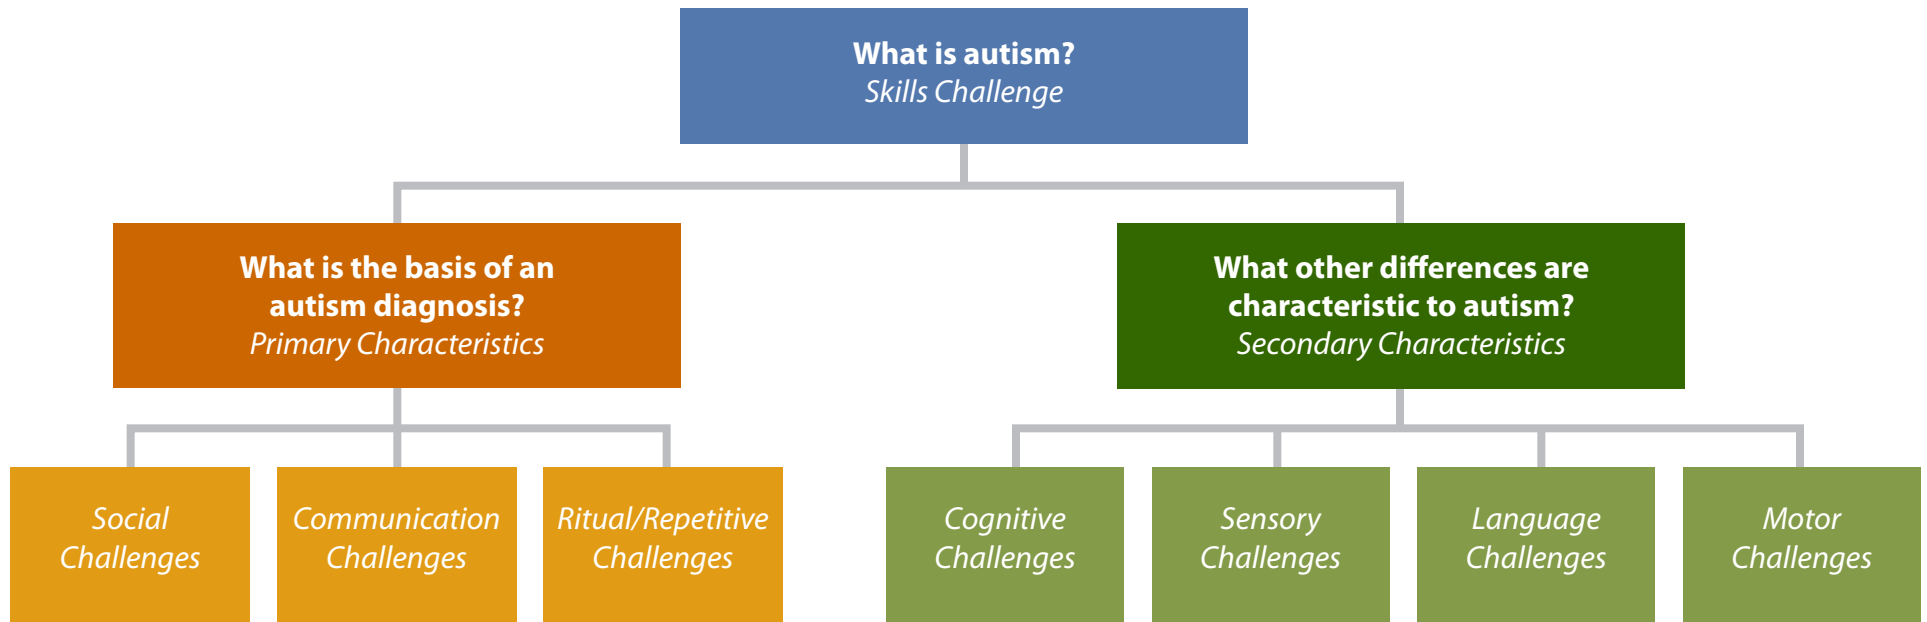 What is autism?
Skills Challenge
What is the basis of an
autism diagnosis?
Primary Characteristics
What other differences are
characteristic to autism?
Secondary Characteristics
Social
Challenges
Communication
Challenges
Ritual/Repetitive
Challenges
Cognitive
Challenges
Sensory
Challenges
Language
Challenges
Motor
Challenges